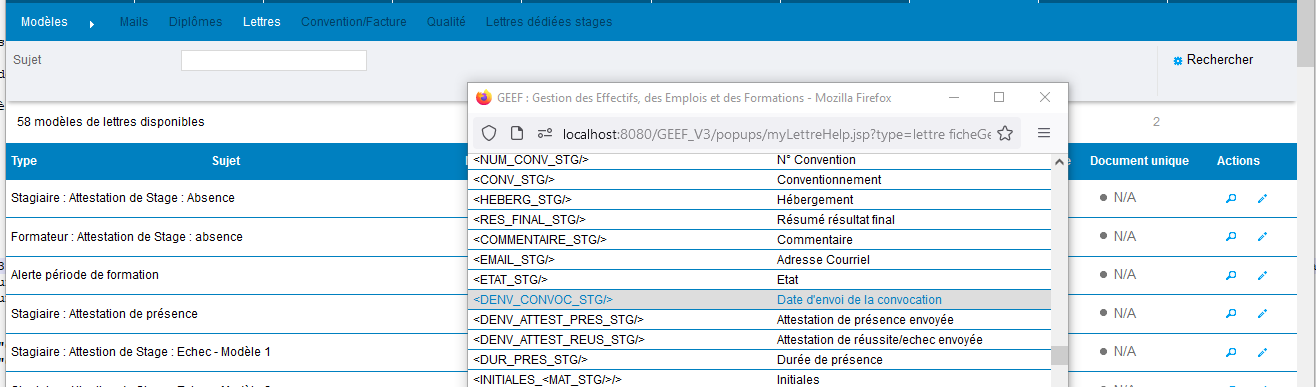 Modèles Mails Diplômes Lettres Convention/Facture Qualité Lettres dédiées stages
Sujet Rechercher
58 modèles de lettres disponibles 2
Type Sujet Document unique Actions
Stagiaire : Attestation de Stage : Absence N/A
Formateur : Attestation de Stage : absence N/A
Alerte période de formation N/A
Stagiaire : Attestation de présence N/A
Stagiaire : Attestion de Stage : Echec - Modèle 1 N/A
GEEF : Gestion des Effectifs, des Emplois et des Formations - Mozilla Firefox
localhost:8080/GEEF_V3/popups/myLettreHelp.jsp?type=lettre ficheGe
<NUM_CONV_STG/> N° Convention
<CONV_STG/> Conventionnement
<HEBERG_STG/> Hébergement
<RES_FINAL_STG/> Résumé résultat final
<COMMENTAIRE_STG/> Commentaire
<EMAIL_STG/> Adresse Courriel
<ETAT_STG/> Etat
<DENV_CONVOC_STG/> Date d'envoi de la convocation
<DENV_ATTEST_PRES_STG/> Attestation de présence envoyée
<DENV_ATTEST_REUS_STG/> Attestation de réussite/echec envoyée
<DUR_PRES_STG/> Durée de présence
<INITIALES_<MAT_STG/>/> Initiales